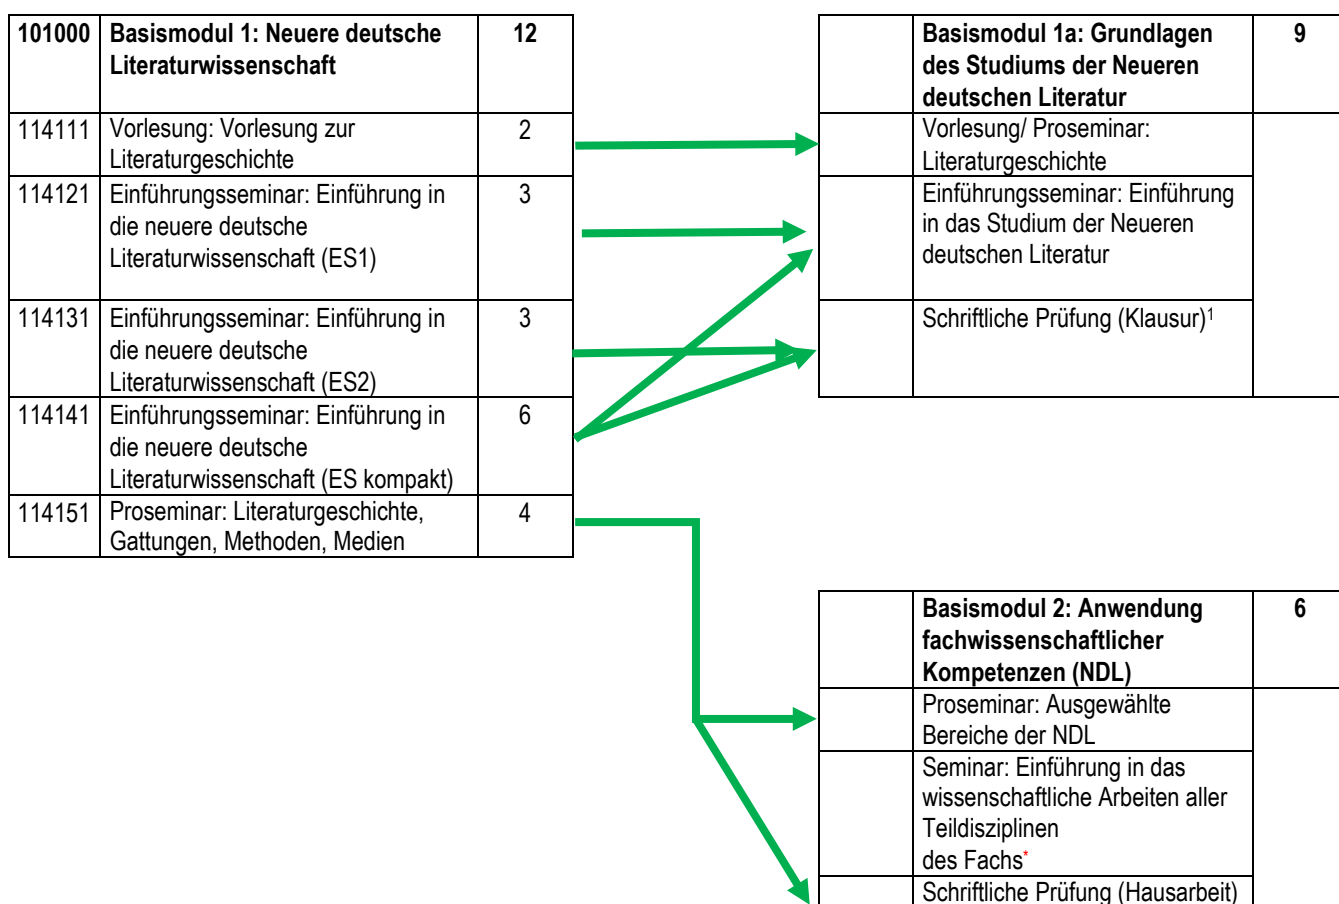 101000 Basismodul 1: Neuere deutsche 12
Literaturwissenschaft
114111 Vorlesung: Vorlesung zur 2
Literaturgeschichte
114121 Einführungsseminar: Einführung in 3
die neuere deutsche
Literaturwissenschaft (ES1)
114131 Einführungsseminar: Einführung in 3
die neuere deutsche
Literaturwissenschaft (ES2)
114141 Einführungsseminar: Einführung in 6
die neuere deutsche
Literaturwissenschaft (ES kompakt)
114151 Proseminar: Literaturgeschichte, 4
Gattungen, Methoden, Medien
Basismodul 1a: Grundlagen 9
des Studiums der Neueren
deutschen Literatur
Vorlesung/ Proseminar:
Literaturgeschichte
Einführungsseminar: Einführung
in das Studium der Neueren
deutschen Literatur
Schriftliche Prüfung (Klausur)¹
Basismodul 2: Anwendung 6
fachwissenschaftlicher
Kompetenzen (NDL)
Proseminar: Ausgewählte
Bereiche der NDL
Seminar: Einführung in das
wissenschaftliche Arbeiten aller
Teildisziplinen
des Fachs*
Schriftliche Prüfung (Hausarbeit)